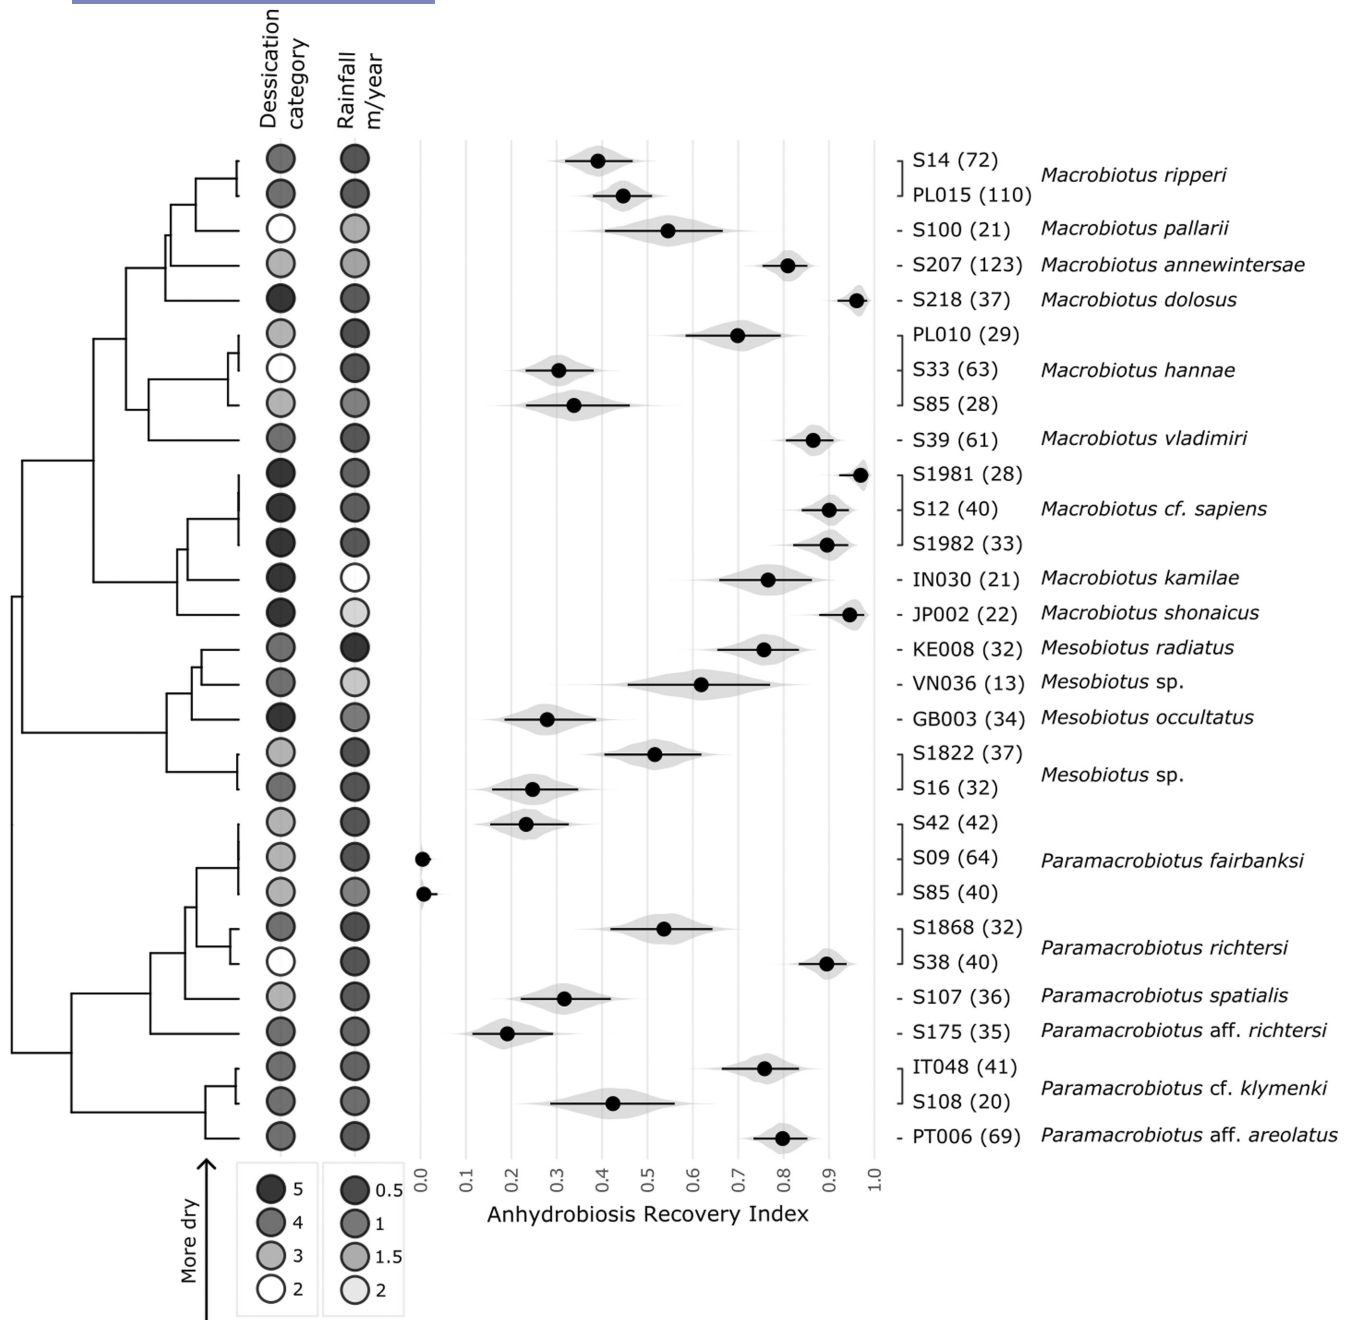 Dessication
category
Rainfall
m/year
S14 (72)
PL015 (110)
Macrobiotus ripperi
S100 (21) Macrobiotus pallarii
S207 (123) Macrobiotus annewintersae
S218 (37) Macrobiotus dolosus
PL010 (29)
S33 (63) Macrobiotus hannae
S85 (28)
S39 (61) Macrobiotus vladimiri
S1981 (28)
S12 (40) Macrobiotus cf. sapiens
S1982 (33)
IN030 (21) Macrobiotus kamilae
JP002 (22) Macrobiotus shonaicus
KE008 (32) Mesobiotus radiatus
VN036 (13) Mesobiotus sp.
GB003 (34) Mesobiotus occultatus
S1822 (37)
S16 (32)
Mesobiotus sp.
S42 (42)
S09 (64) Paramacrobiotus fairbanksi
S85 (40)
S1868 (32)
S38 (40)
Paramacrobiotus richtersi
S107 (36) Paramacrobiotus spatialis
S175 (35) Paramacrobiotus aff. richtersi
IT048 (41)
S108 (20)
Paramacrobiotus cf. klymenki
PT006 (69) Paramacrobiotus aff. areolatus
0.0 0.1 0.2 0.3 0.4 0.5 0.6 0.7 0.8 0.9 1.0
Anhydrobiosis Recovery Index
More dry
5 0.5
4 1
3 1.5
2 2